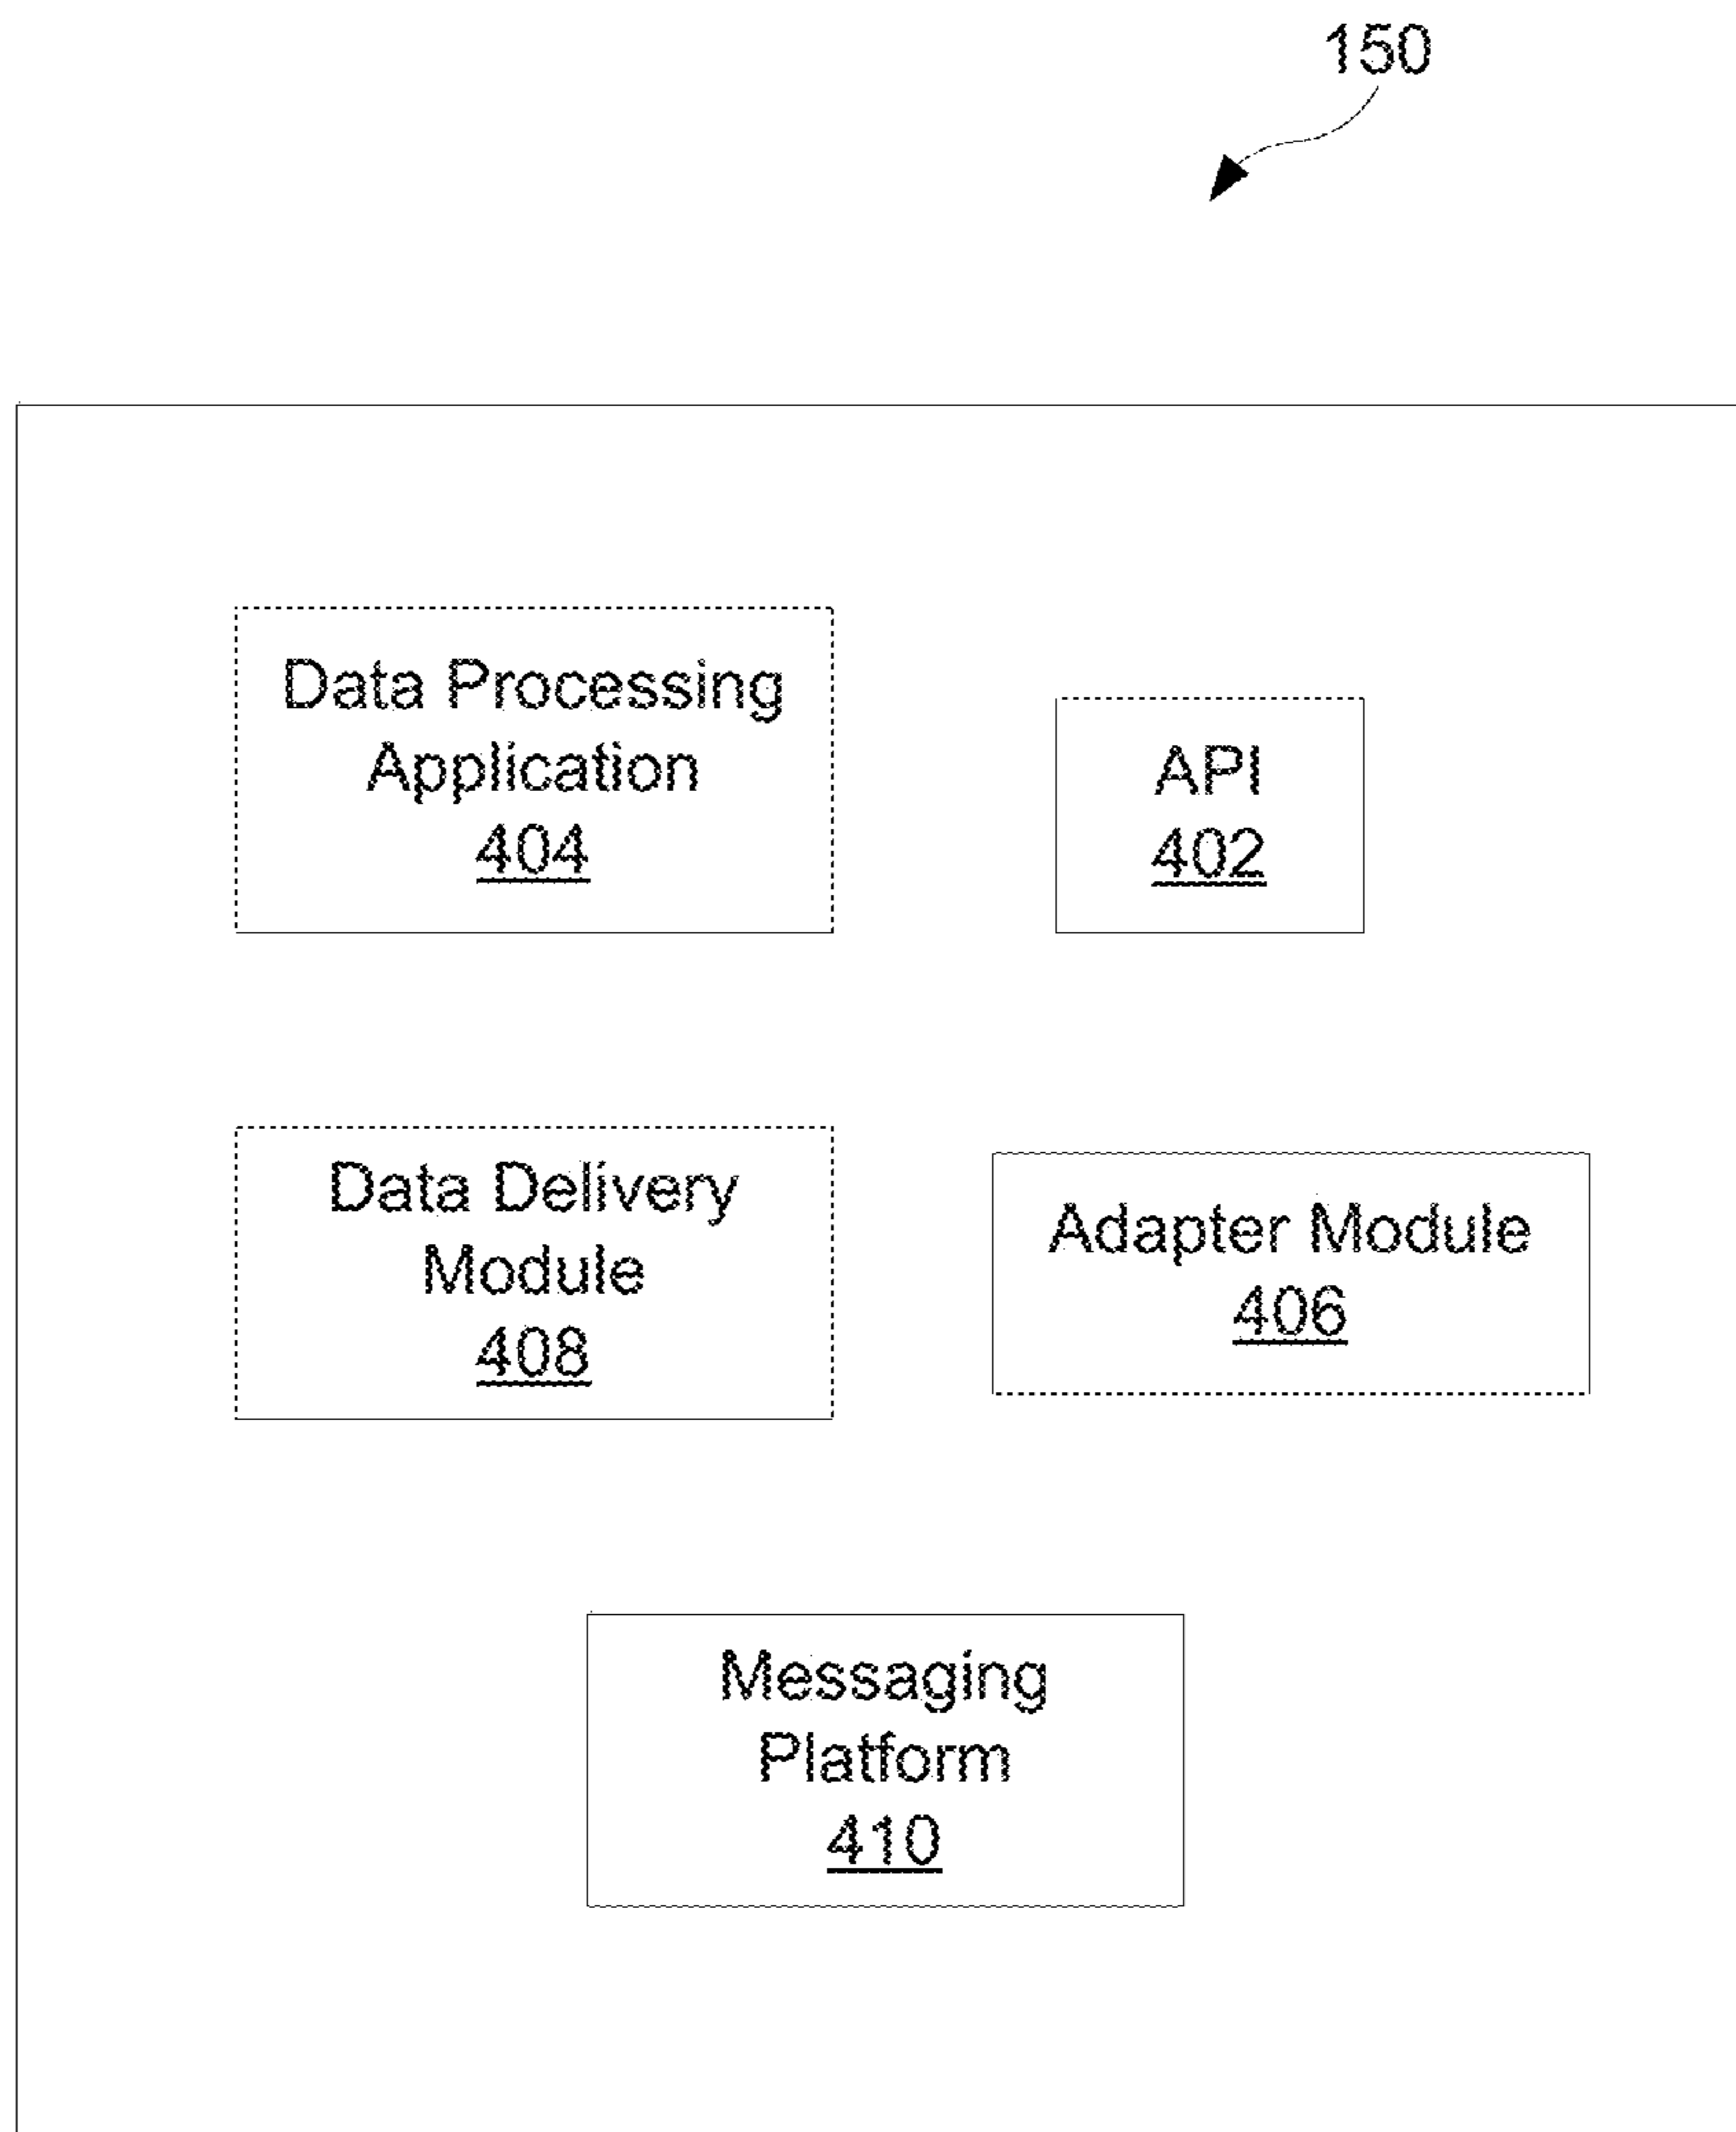 150
Data Processing
Application
404
API
402
Data Delivery
Module
408
Adapter Module
406
Messaging
Platform
410